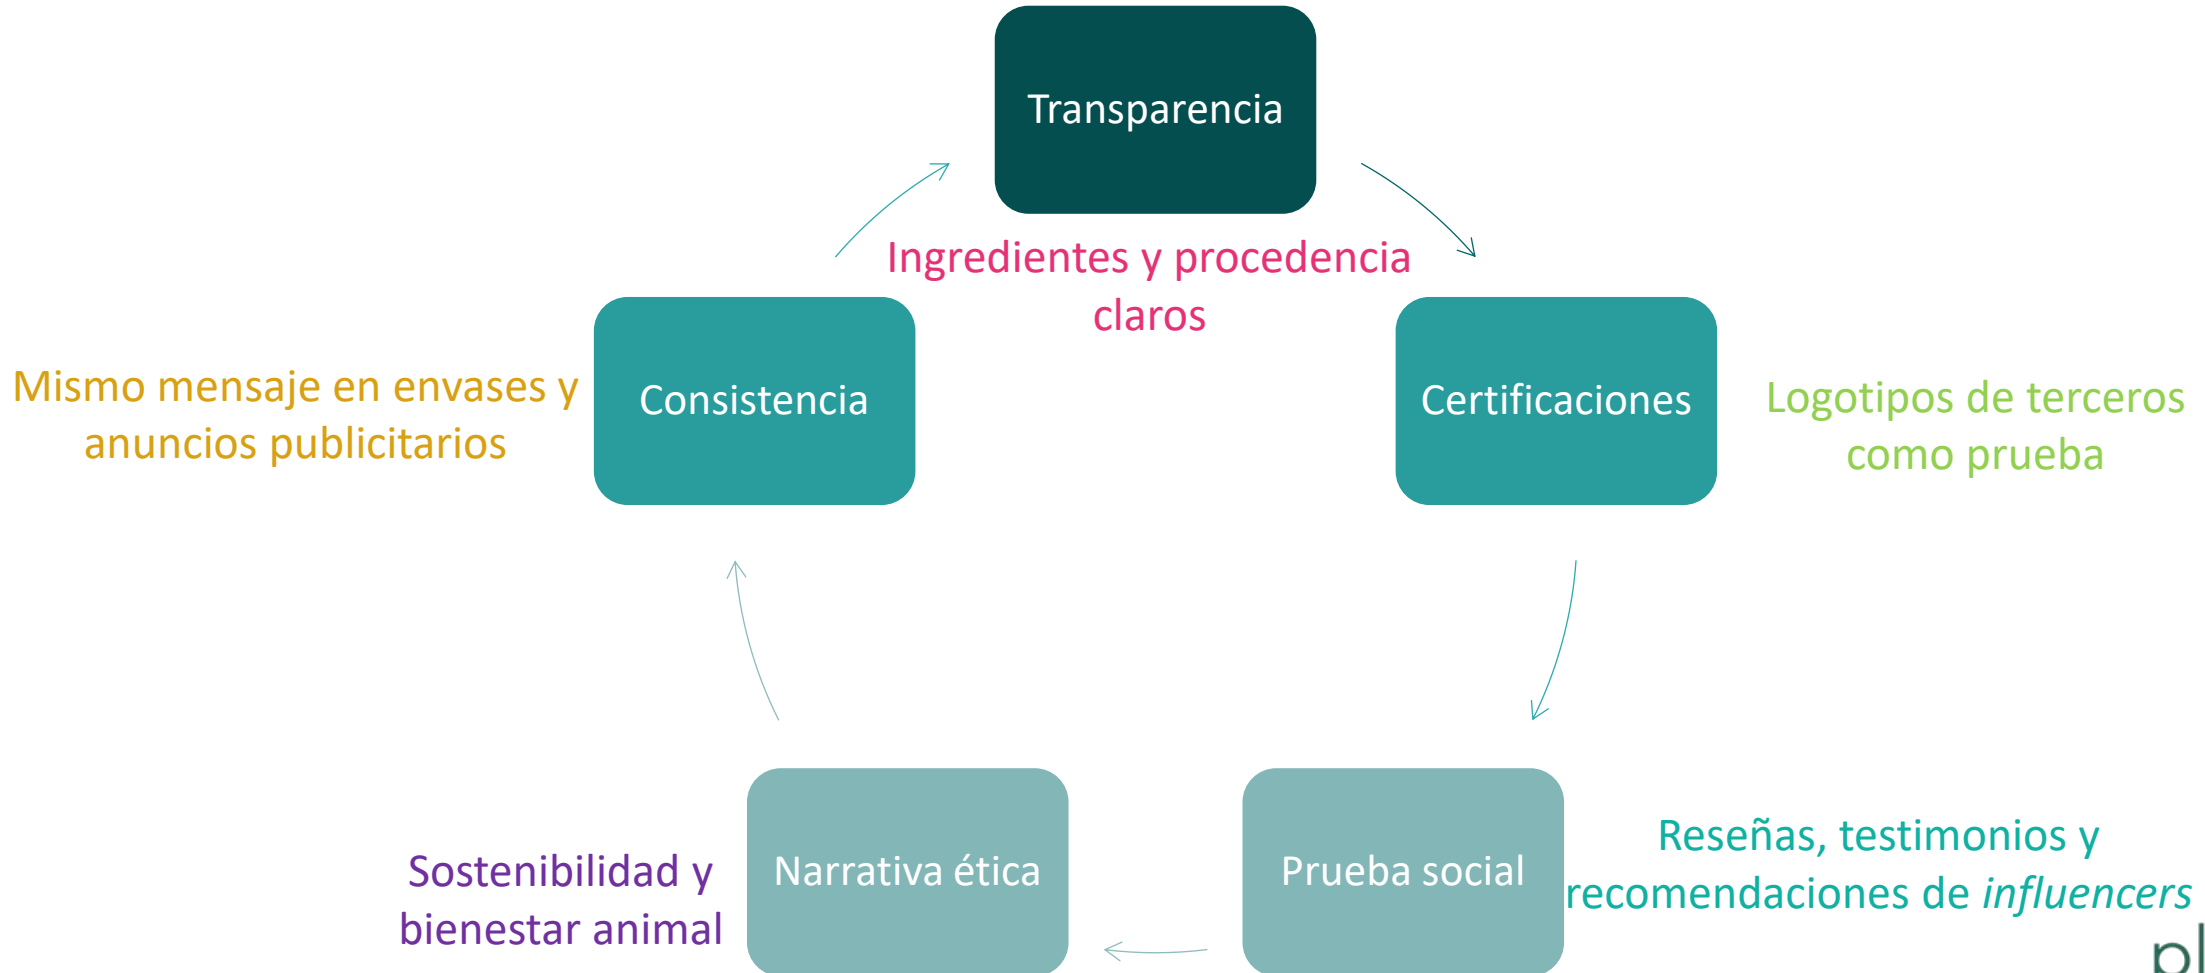 Transparencia
Ingredientes y procedencia
claros
Certificaciones
Logotipos de terceros
como prueba
Prueba social
Reseñas, testimonios y
recomendaciones de influencers
Narrativa ética
Sostenibilidad y
bienestar animal
Consistencia
Mismo mensaje en envases y
anuncios publicitarios